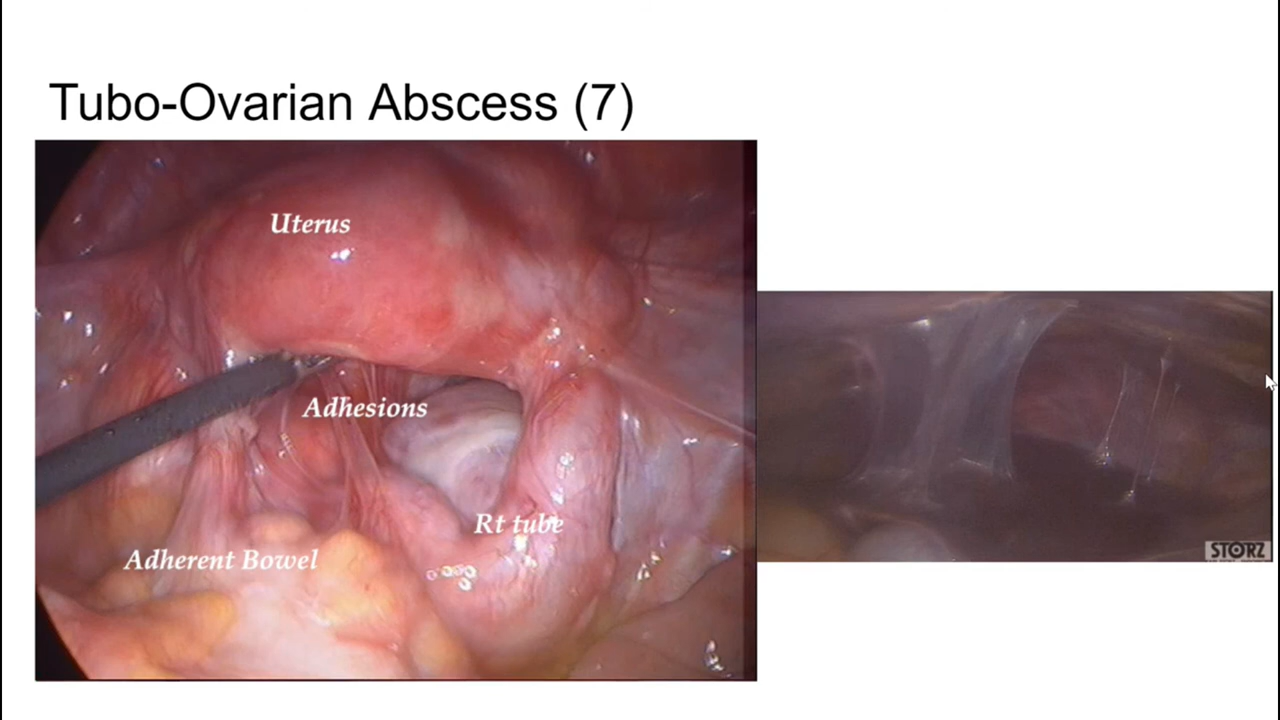 Tubo-Ovarian Abscess (7)
Uterus
Adhesions
Rt tube
Adherent Bowel
STORZ